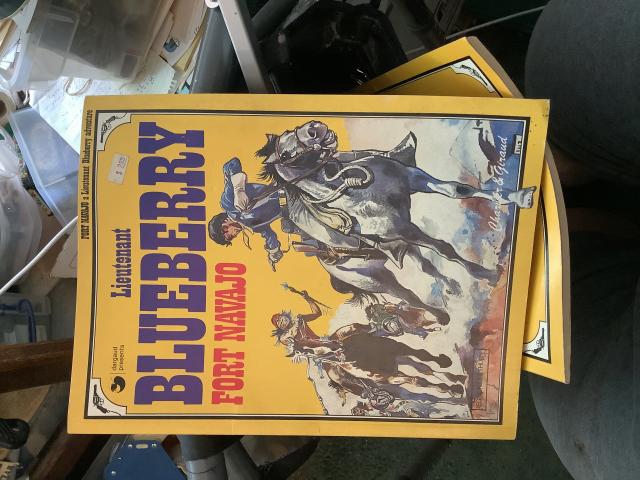 FORT NAVAJO a Lieutenant Blueberry adventure
Lieutenant
BLUEBERRY
FORT NAVAJO
dargaud
presents
Charlier & Giraud